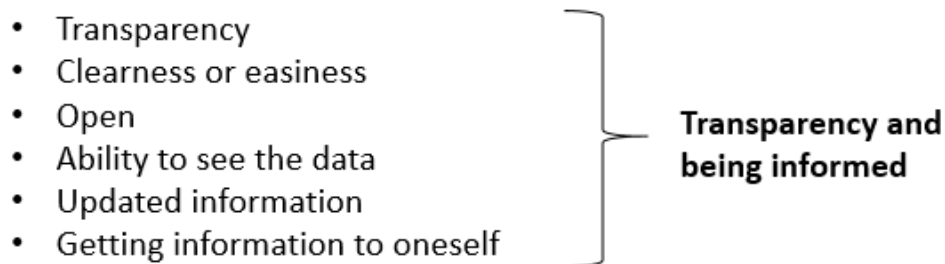 • Transparency
• Clearness or easiness
• Open
• Ability to see the data
• Updated information
• Getting information to oneself
Transparency and
being informed